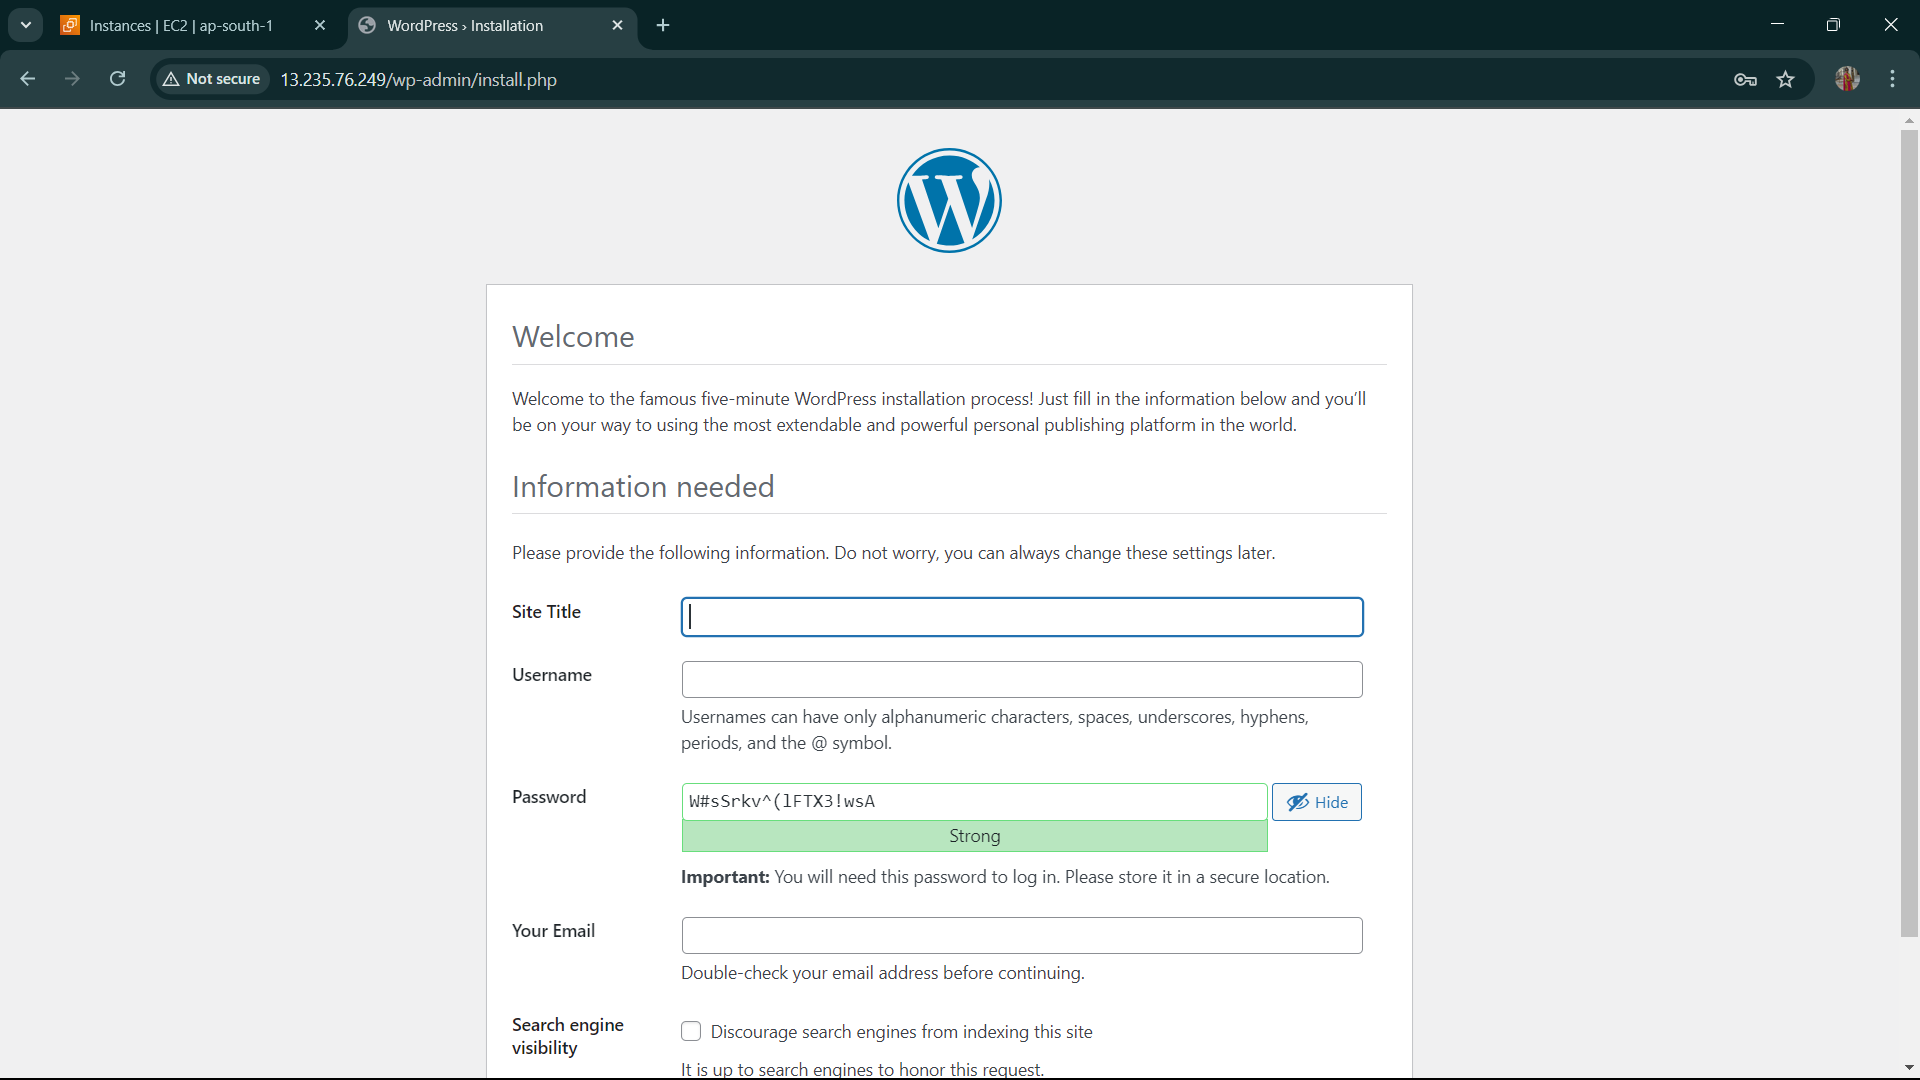 Instances | EC2 | ap-south-1
WordPress › Installation
Not secure
13.235.76.249/wp-admin/install.php
Welcome
Welcome to the famous five-minute WordPress installation process! Just fill in the information below and you’ll
be on your way to using the most extendable and powerful personal publishing platform in the world.
Information needed
Please provide the following information. Do not worry, you can always change these settings later.
Site Title
Username
Usernames can have only alphanumeric characters, spaces, underscores, hyphens,
periods, and the @ symbol.
Password
W#sSrkv^(lFTX3!wsA
Hide
Strong
Important: You will need this password to log in. Please store it in a secure location.
Your Email
Double-check your email address before continuing.
Search engine
visibility
Discourage search engines from indexing this site
It is up to search engines to honor this request.